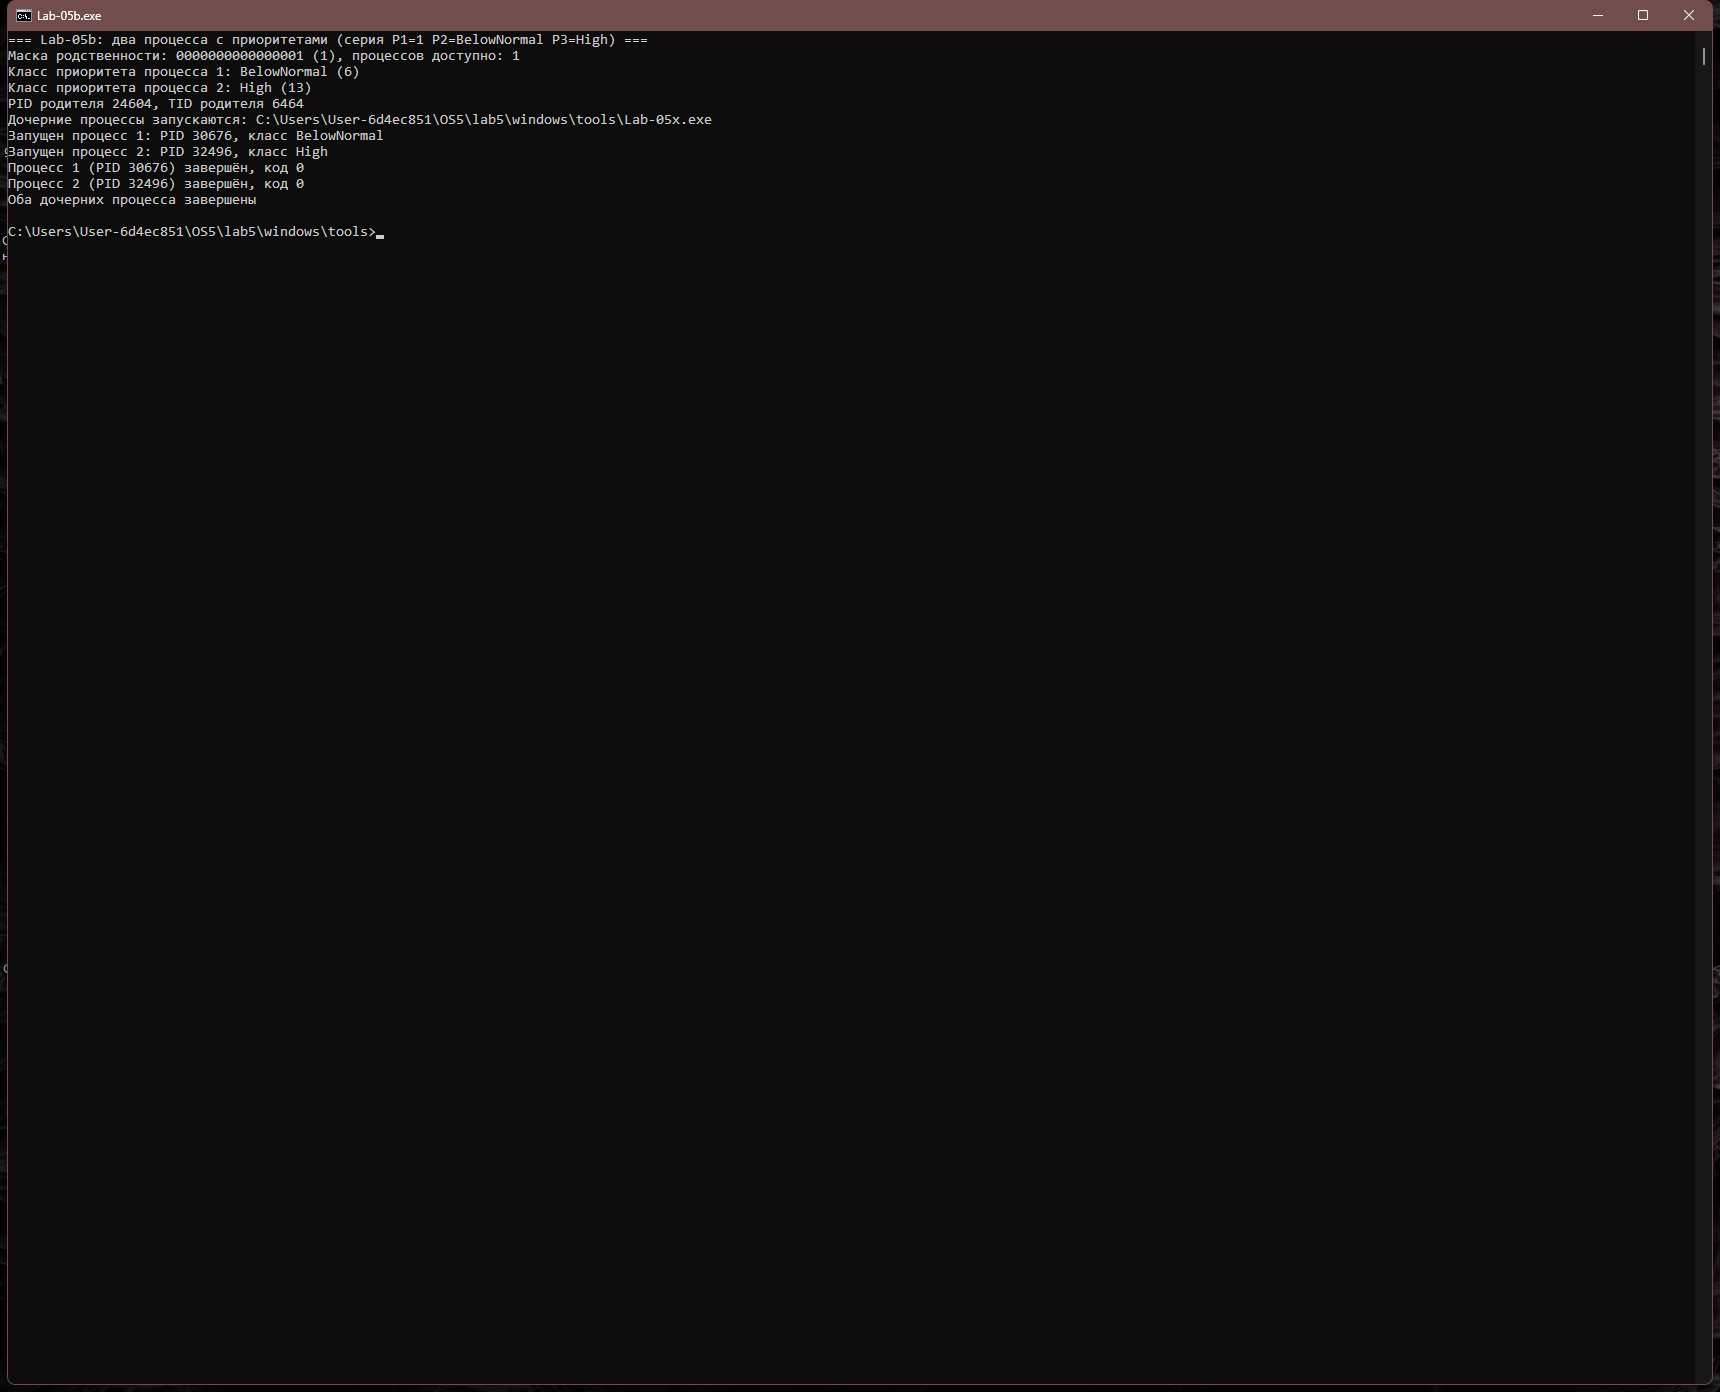 Lab-05b.exe
=== Lab-05b: два процесса с приоритетами (серия P1=1 P2=BelowNormal P3=High) ===
Маска родственности: 0000000000000001 (1), процессов доступно: 1
Класс приоритета процесса 1: BelowNormal (6)
Класс приоритета процесса 2: High (13)
PID родителя 24604, TID родителя 6464
Дочерние процессы запускаются: C:\Users\User-6d4ec851\OS5\lab5\windows\tools\Lab-05x.exe
Запущен процесс 1: PID 30676, класс BelowNormal
Запущен процесс 2: PID 32496, класс High
Процесс 1 (PID 30676) завершён, код 0
Процесс 2 (PID 32496) завершён, код 0
Оба дочерних процесса завершены
C:\Users\User-6d4ec851\OS5\lab5\windows\tools>